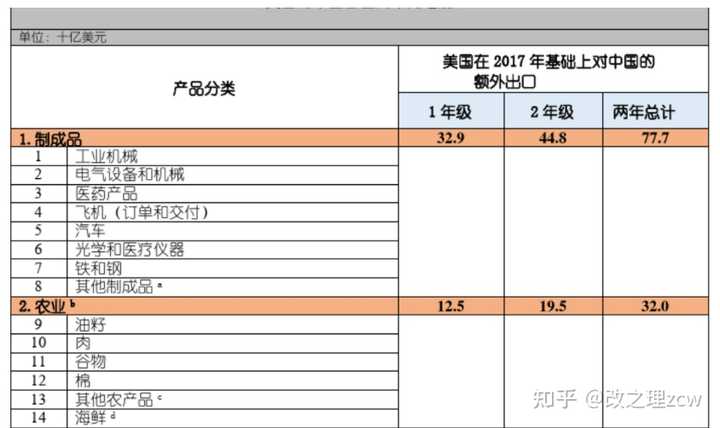 单位：十亿美元
产品分类
美国在 2017 年基础上对中国的
额外出口
1 年级 2 年级 两年总计
1. 制成品 32.9 44.8 77.7
1 工业机械
2 电气设备和机械
3 医药产品
4 飞机（订单和交付）
5 汽车
6 光学和医疗仪器
7 铁和钢
8 其他制成品 a
2. 农业 b 12.5 19.5 32.0
9 油籽
10 肉
11 谷物
12 棉
13 其他农产品 c
14 海鲜 d
知乎 @改之理zcw